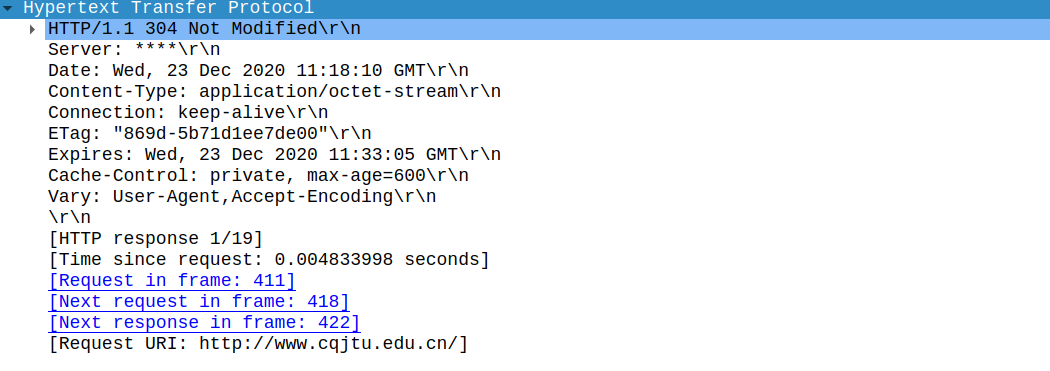 Hypertext Transfer Protocol
HTTP/1.1 304 Not Modified\r\n
Server: ****\r\n
Date: Wed, 23 Dec 2020 11:18:10 GMT\r\n
Content-Type: application/octet-stream\r\n
Connection: keep-alive\r\n
ETag: "869d-5b71d1ee7de00"\r\n
Expires: Wed, 23 Dec 2020 11:33:05 GMT\r\n
Cache-Control: private, max-age=600\r\n
Vary: User-Agent,Accept-Encoding\r\n
\r\n
[HTTP response 1/19]
[Time since request: 0.004833998 seconds]
[Request in frame: 411]
[Next request in frame: 418]
[Next response in frame: 422]
[Request URI: http://www.cqjtu.edu.cn/]